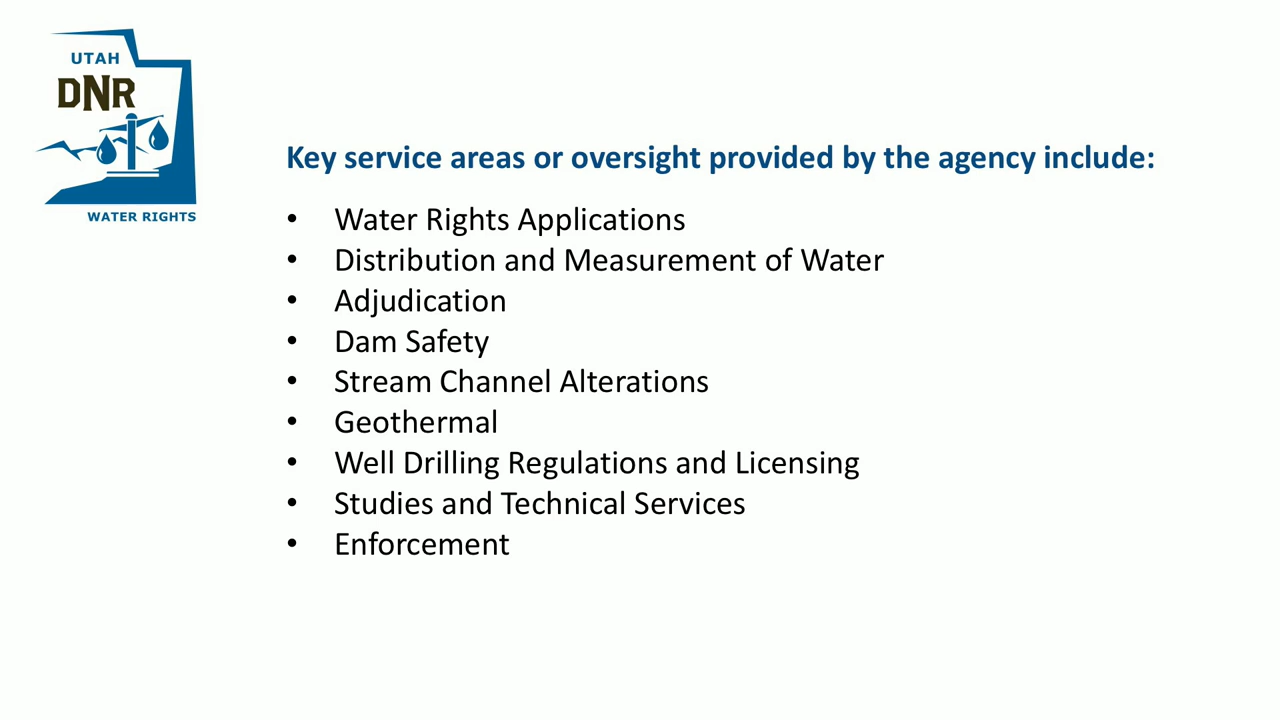 UTAH
DNR
WATER RIGHTS
Key service areas or oversight provided by the agency include:
• Water Rights Applications
• Distribution and Measurement of Water
• Adjudication
• Dam Safety
• Stream Channel Alterations
• Geothermal
• Well Drilling Regulations and Licensing
• Studies and Technical Services
• Enforcement